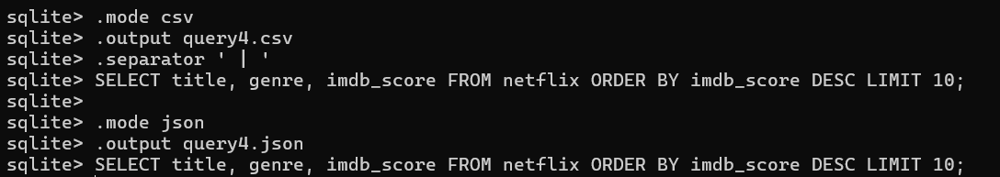 sqlite> .mode csv
sqlite> .output query4.csv
sqlite> .separator ' | '
sqlite> SELECT title, genre, imdb_score FROM netflix ORDER BY imdb_score DESC LIMIT 10;
sqlite>
sqlite> .mode json
sqlite> .output query4.json
sqlite> SELECT title, genre, imdb_score FROM netflix ORDER BY imdb_score DESC LIMIT 10;